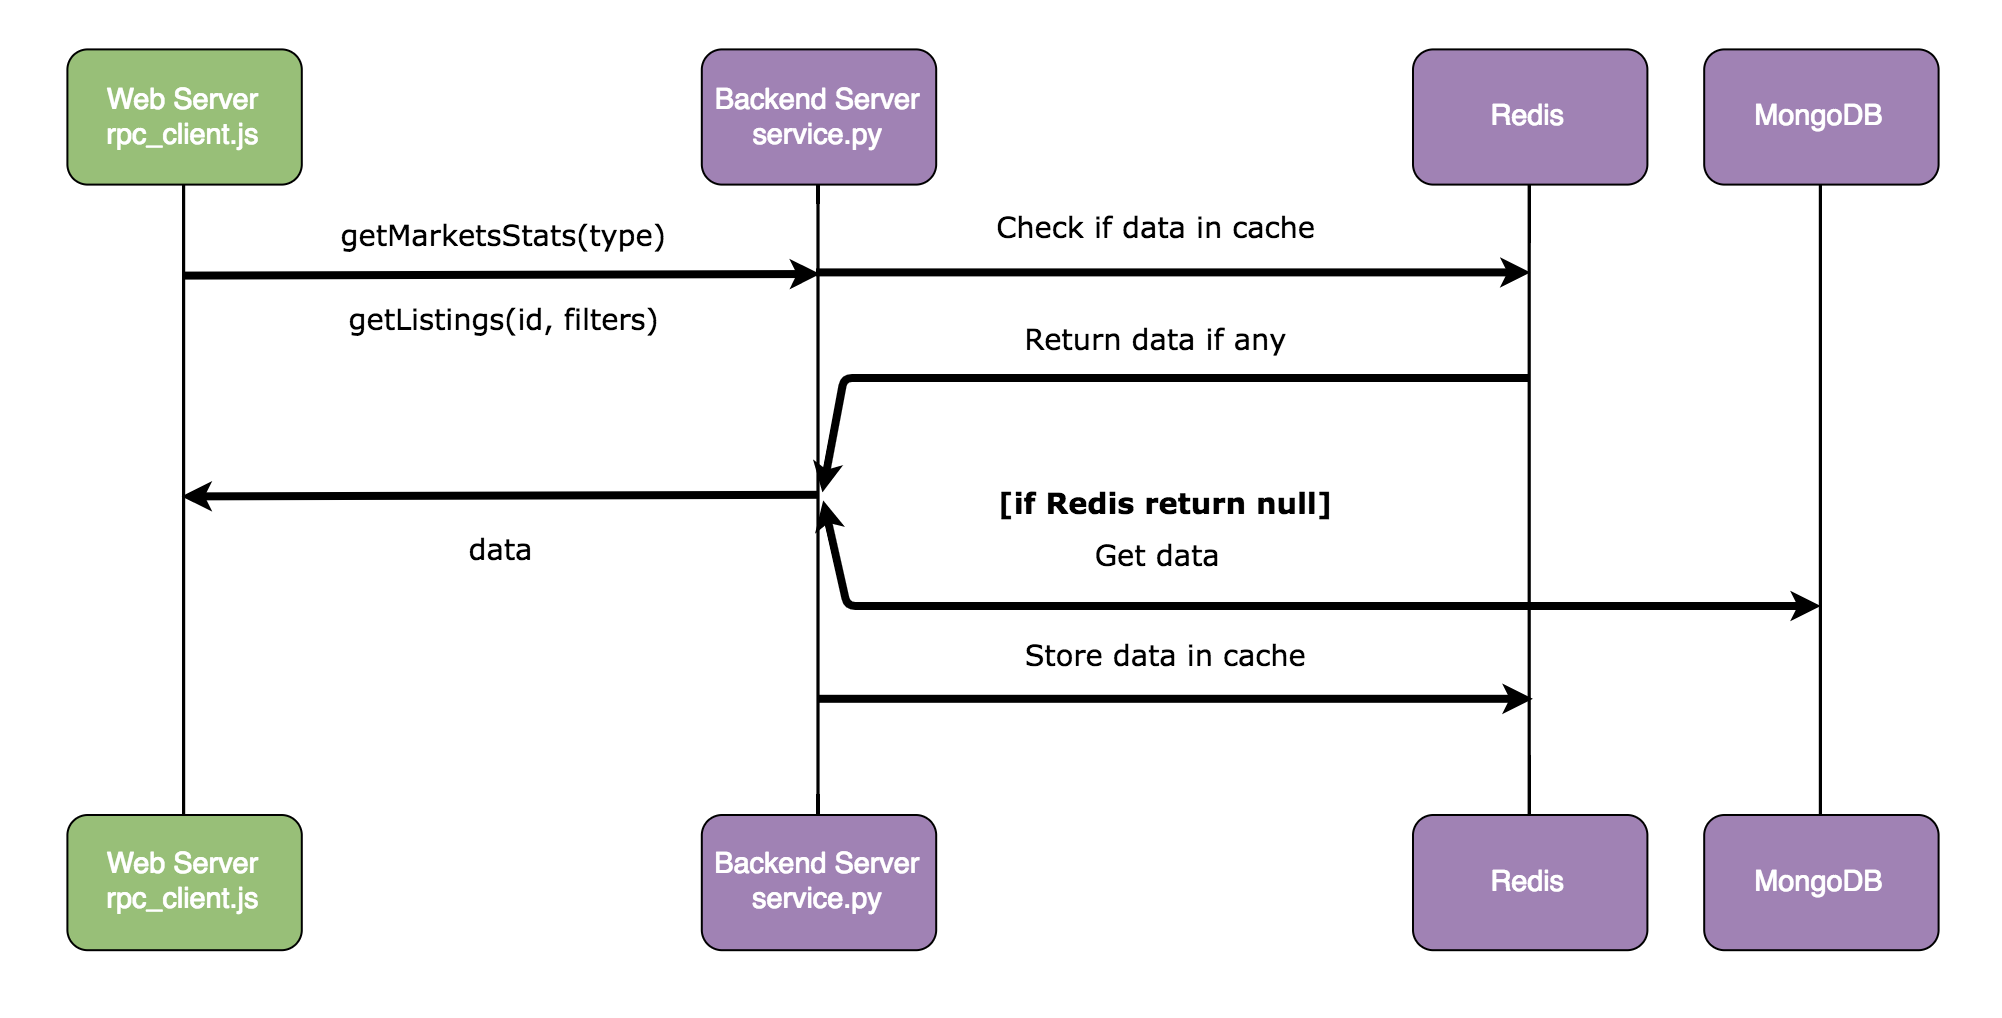 Web Server
rpc_client.js
Backend Server
service.py
Redis
MongoDB
getMarketsStats(type)
Check if data in cache
getListings(id, filters)
Return data if any
[if Redis return null]
data
Get data
Store data in cache
Web Server
rpc_client.js
Backend Server
service.py
Redis
MongoDB